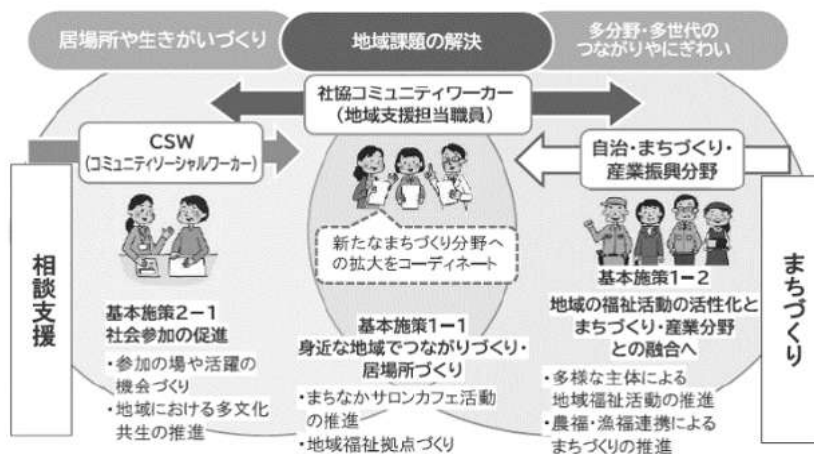 居場所や生きがいづくり
地域課題の解決
多分野・多世代の
つながりやにぎわい
社協コミュニティワーカー
（地域支援担当職員）
CSW
（コミュニティソーシャルワーカー）
自治・まちづくり・
産業振興分野
新たなまちづくり分野へ
の拡大をコーディネート
相談支援
基本施策2－1
社会参加の促進
・参加の場や活躍の
機会づくり
・地域における多文化
共生の推進
基本施策1－1
身近な地域でつながりづくり・
居場所づくり
・まちなかサロンカフェ活動
の推進
・地域福祉拠点づくり
基本施策1－2
地域の福祉活動の活性化と
まちづくり・産業分野
との融合へ
・多様な主体による
地域福祉活動の推進
・農福・漁福連携による
まちづくりの推進
まちづくり